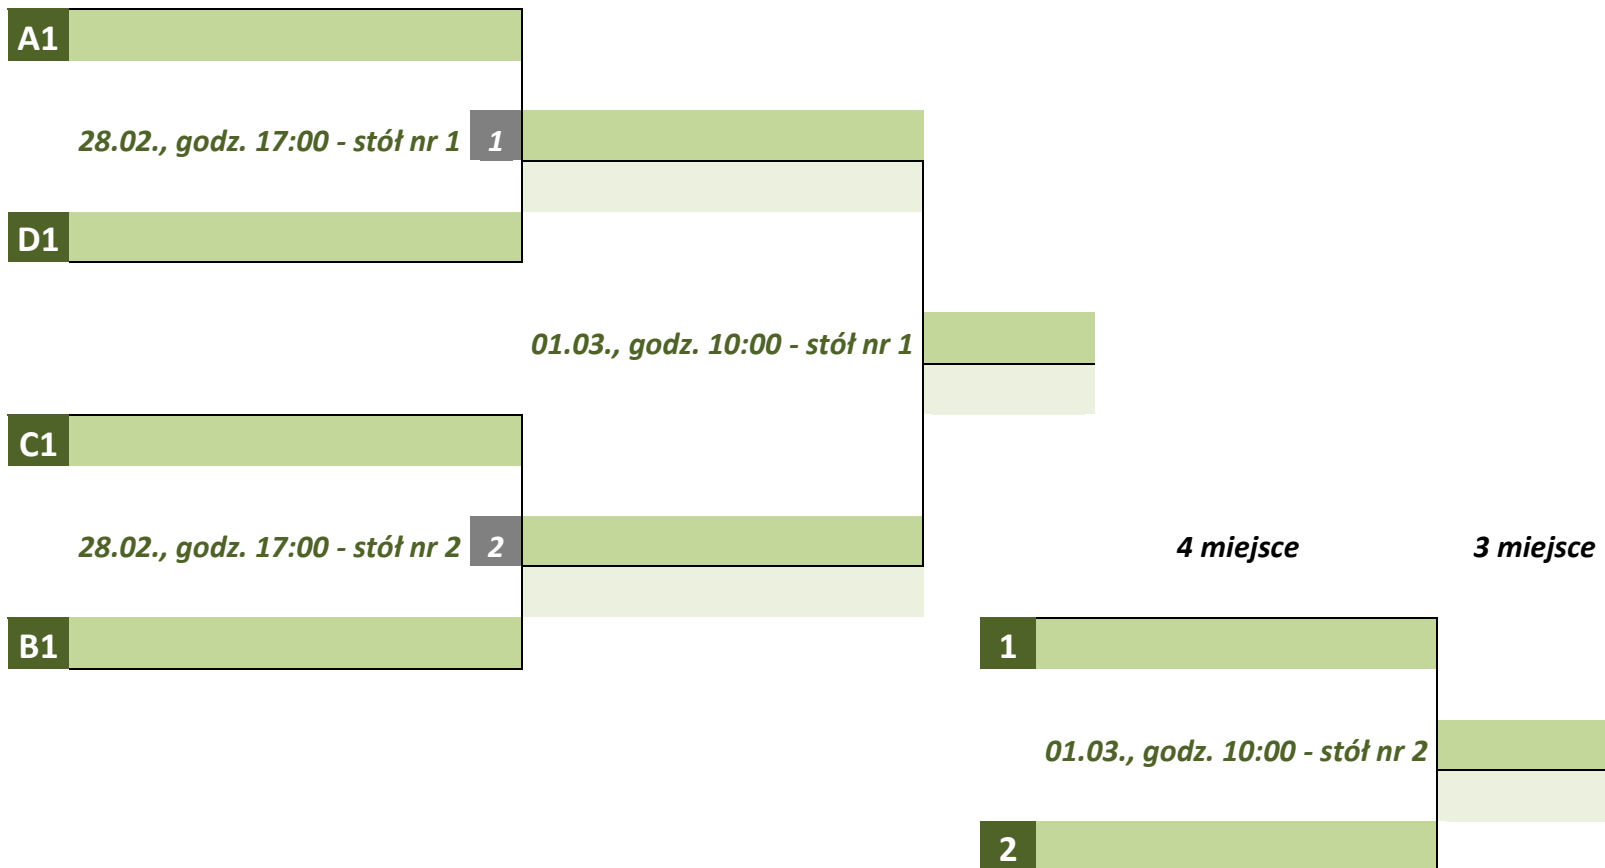 A1
28.02., godz. 17:00 - stół nr 1 1
D1
01.03., godz. 10:00 - stół nr 1
C1
28.02., godz. 17:00 - stół nr 2 2
4 miejsce 3 miejsce
B1
1
01.03., godz. 10:00 - stół nr 2
2